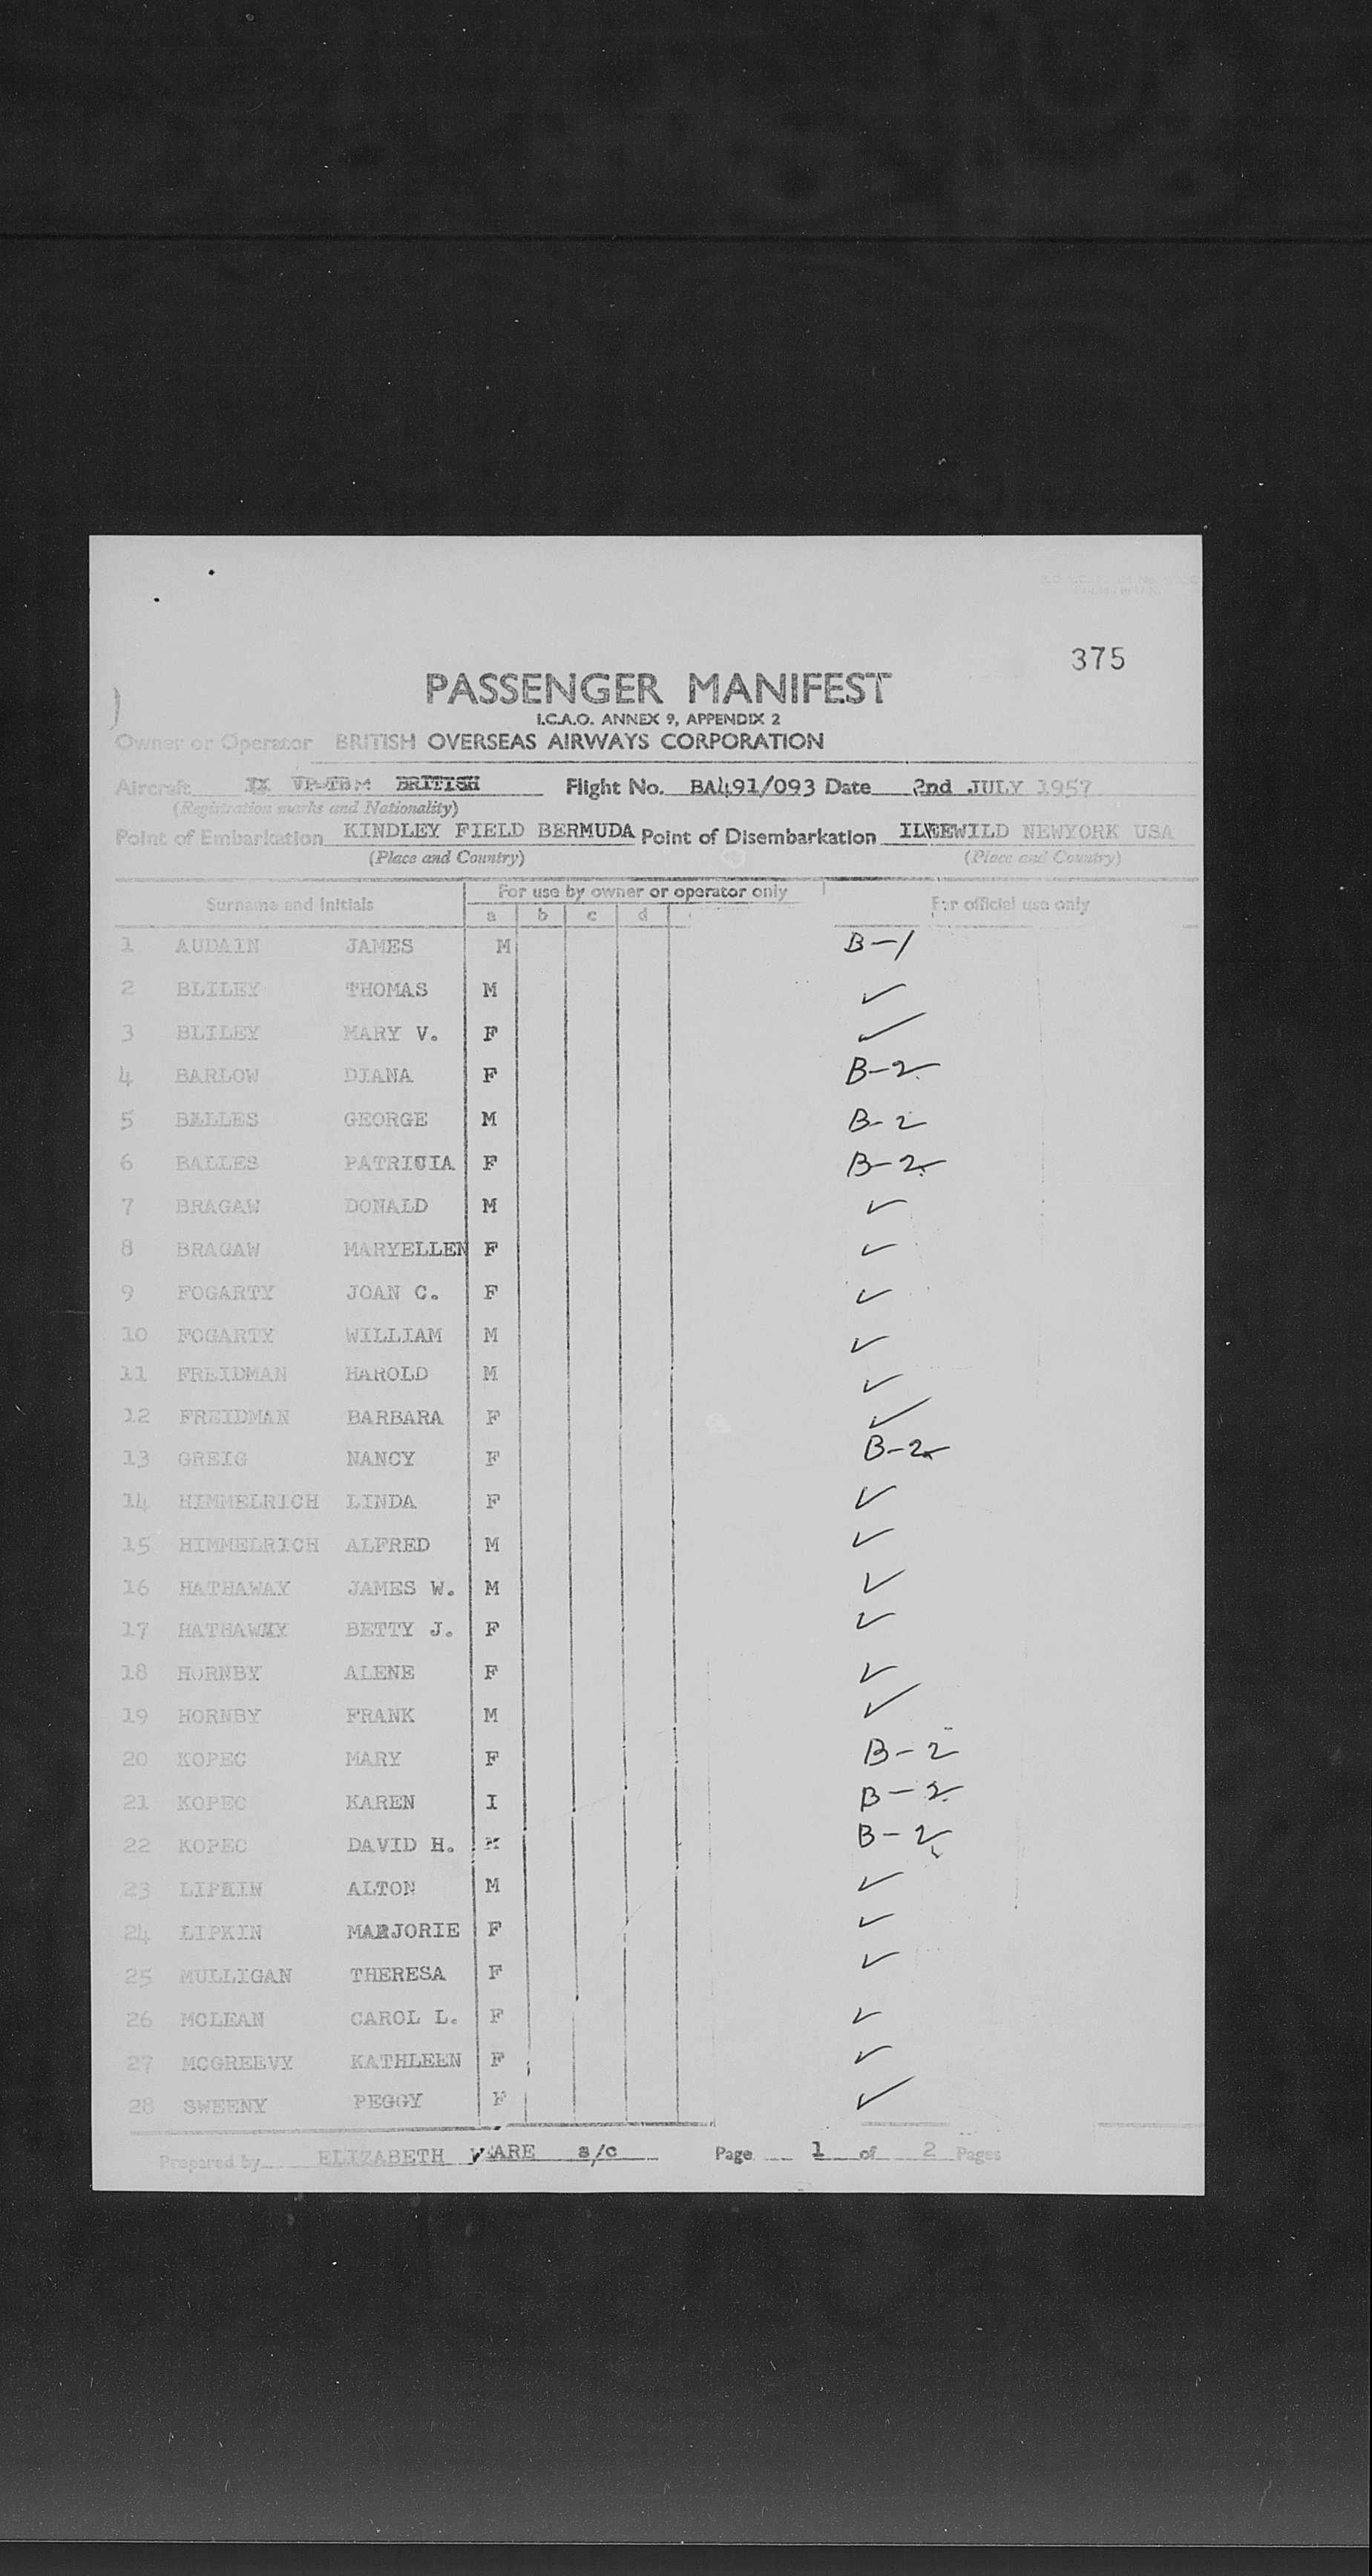 375
PASSENGER MANIFEST
I.C.A.O. ANNEX 9, APPENDIX 2
Owner or Operator BRITISH OVERSEAS AIRWAYS CORPORATION
Aircraft BRITISH Flight No. BA491/093 Date 2nd JULY 1957
(Registration marks and Nationality)
Point of Embarkation KINDLEY FIELD BERMUDA Point of Disembarkation NEWYORK USA
(Place and Country) (Place and Country)
Surname and Initials For use by owner or operator only For official use only
a b c d
1 AUDAIN JAMES M B-1
2 BLILEY THOMAS M ✓
3 BLILEY MARY V. F ✓
4 BARLOW DIANA F B-2
5 BALLES GEORGE M B-2
6 BALLES PATRICIA F B-2
7 BRAGAW DONALD M ✓
8 BRAGAW MARYELLEN F ✓
9 FOGARTY JOAN C. F ✓
10 FOGARTY WILLIAM M ✓
11 FREIDMAN HAROLD M ✓
12 FREIDMAN BARBARA F ✓
13 GREIG NANCY F B-2
14 HIMMELRICH LINDA F ✓
15 HIMMELRICH ALFRED M ✓
16 HATHAWAY JAMES W. M ✓
17 HATHAWAY BETTY J. F ✓
18 HORNBY ALENE F ✓
19 HORNBY FRANK M ✓
20 KOPEC MARY F B-2
21 KOPEC KAREN I B-2
22 KOPEC DAVID H. M B-2
23 LIPKIN ALTON M ✓
24 LIPKIN MARJORIE F ✓
25 MULLIGAN THERESA F ✓
26 MCLEAN CAROL L. F ✓
27 MCGREEVY KATHLEEN F ✓
28 SWEENY PEGGY F ✓
Prepared by ELIZABETH WARE s/c Page 1 of 2 Pages